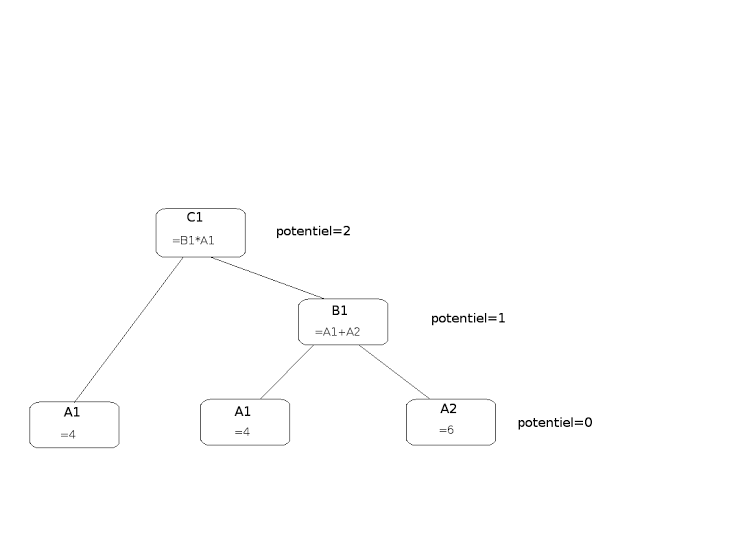 C1
=B1*A1
potentiel=2
B1
=A1+A2
potentiel=1
A1
=4
A1
=4
A2
=6
potentiel=0